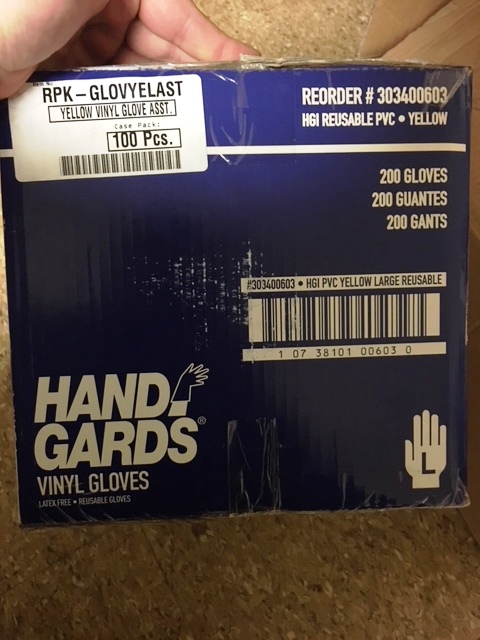 RPK-GLOVYELAST
YELLOW VINYL GLOVE ASST.
Case Pack:
100 Pcs.
REORDER # 303400603
HGI REUSABLE PVC • YELLOW
200 GLOVES
200 GUANTES
200 GANTS
#303400603 • HGI PVC YELLOW LARGE REUSABLE
1 07 38101 00603 0
HAND
GARDS®
VINYL GLOVES
LATEX FREE • REUSABLE GLOVES
L